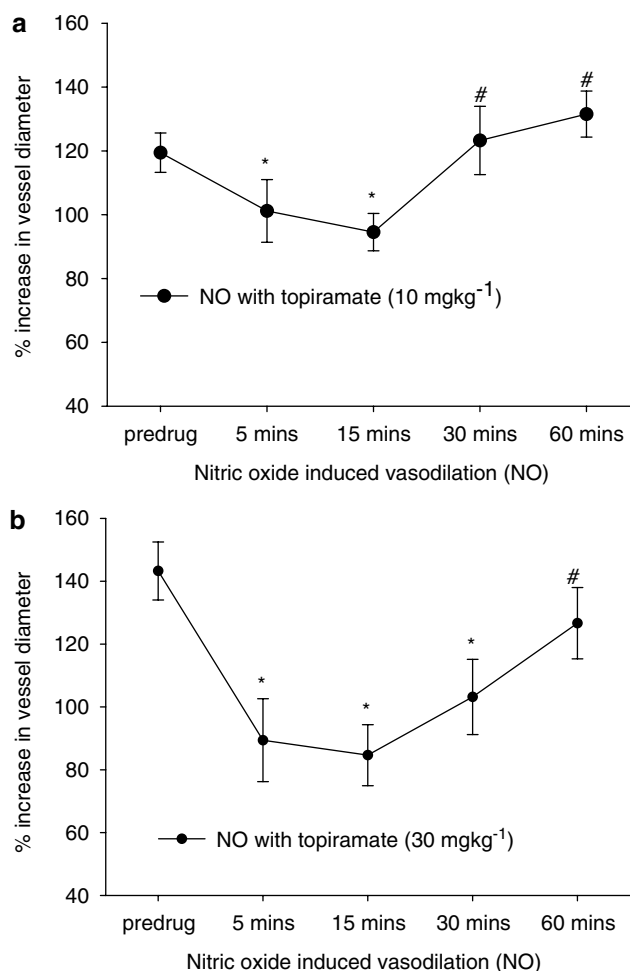 a
160
140
120
100
80
60
40
% increase in vessel diameter
*
*
#
#
NO with topiramate (10 mgkg⁻¹)
predrug 5 mins 15 mins 30 mins 60 mins
Nitric oxide induced vasodilation (NO)
b
160
140
120
100
80
60
40
% increase in vessel diameter
*
*
*
#
NO with topiramate (30 mgkg⁻¹)
predrug 5 mins 15 mins 30 mins 60 mins
Nitric oxide induced vasodilation (NO)